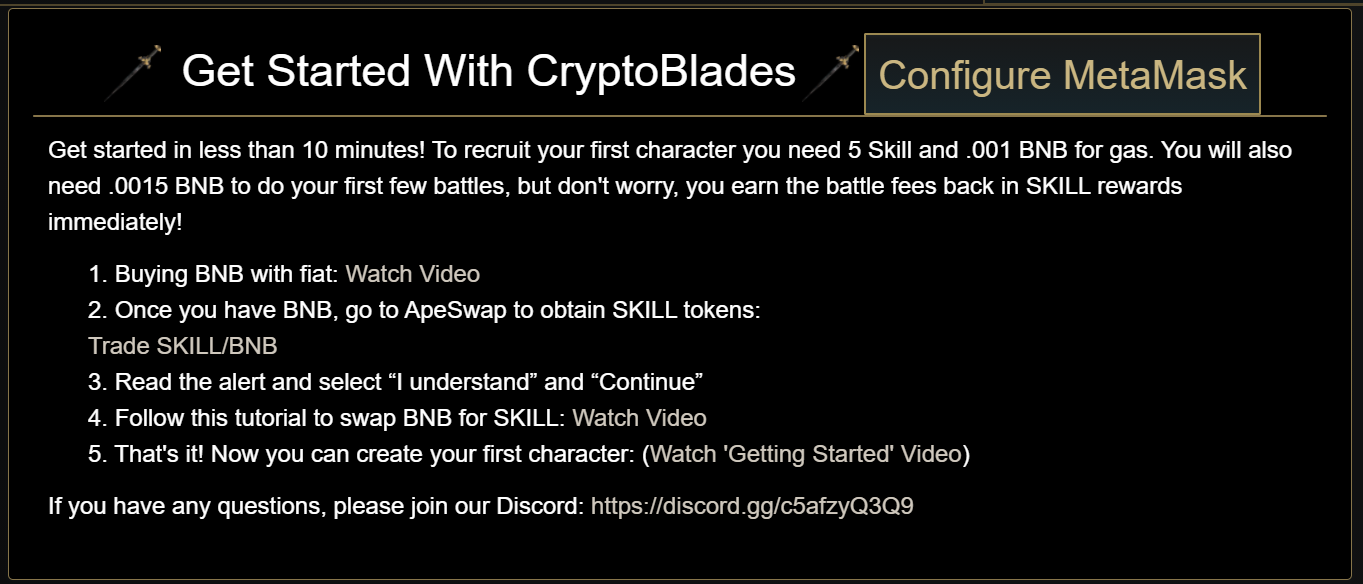 Get Started With CryptoBlades
Configure MetaMask
Get started in less than 10 minutes! To recruit your first character you need 5 Skill and .001 BNB for gas. You will also
need .0015 BNB to do your first few battles, but don't worry, you earn the battle fees back in SKILL rewards
immediately!
1. Buying BNB with fiat: Watch Video
2. Once you have BNB, go to ApeSwap to obtain SKILL tokens:
Trade SKILL/BNB
3. Read the alert and select “I understand” and “Continue”
4. Follow this tutorial to swap BNB for SKILL: Watch Video
5. That's it! Now you can create your first character: (Watch 'Getting Started' Video)
If you have any questions, please join our Discord: https://discord.gg/c5afzyQ3Q9